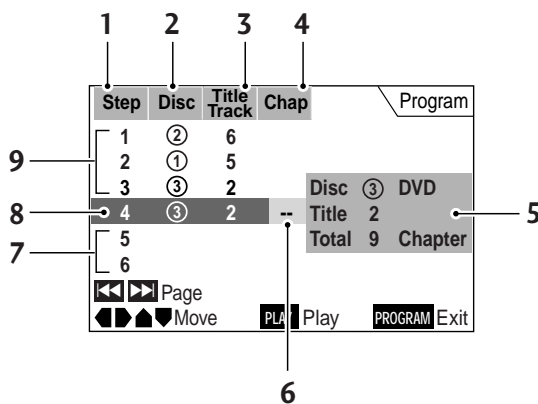 1 2 3 4
Step Disc Title Track Chap Program
1 ② 6
2 ① 5
3 ③ 2
4 ③ 2 --
5
6
Disc ③ DVD
Title 2
Total 9 Chapter
Page
Move PLAY Play PROGRAM Exit
9
8
7
5
6